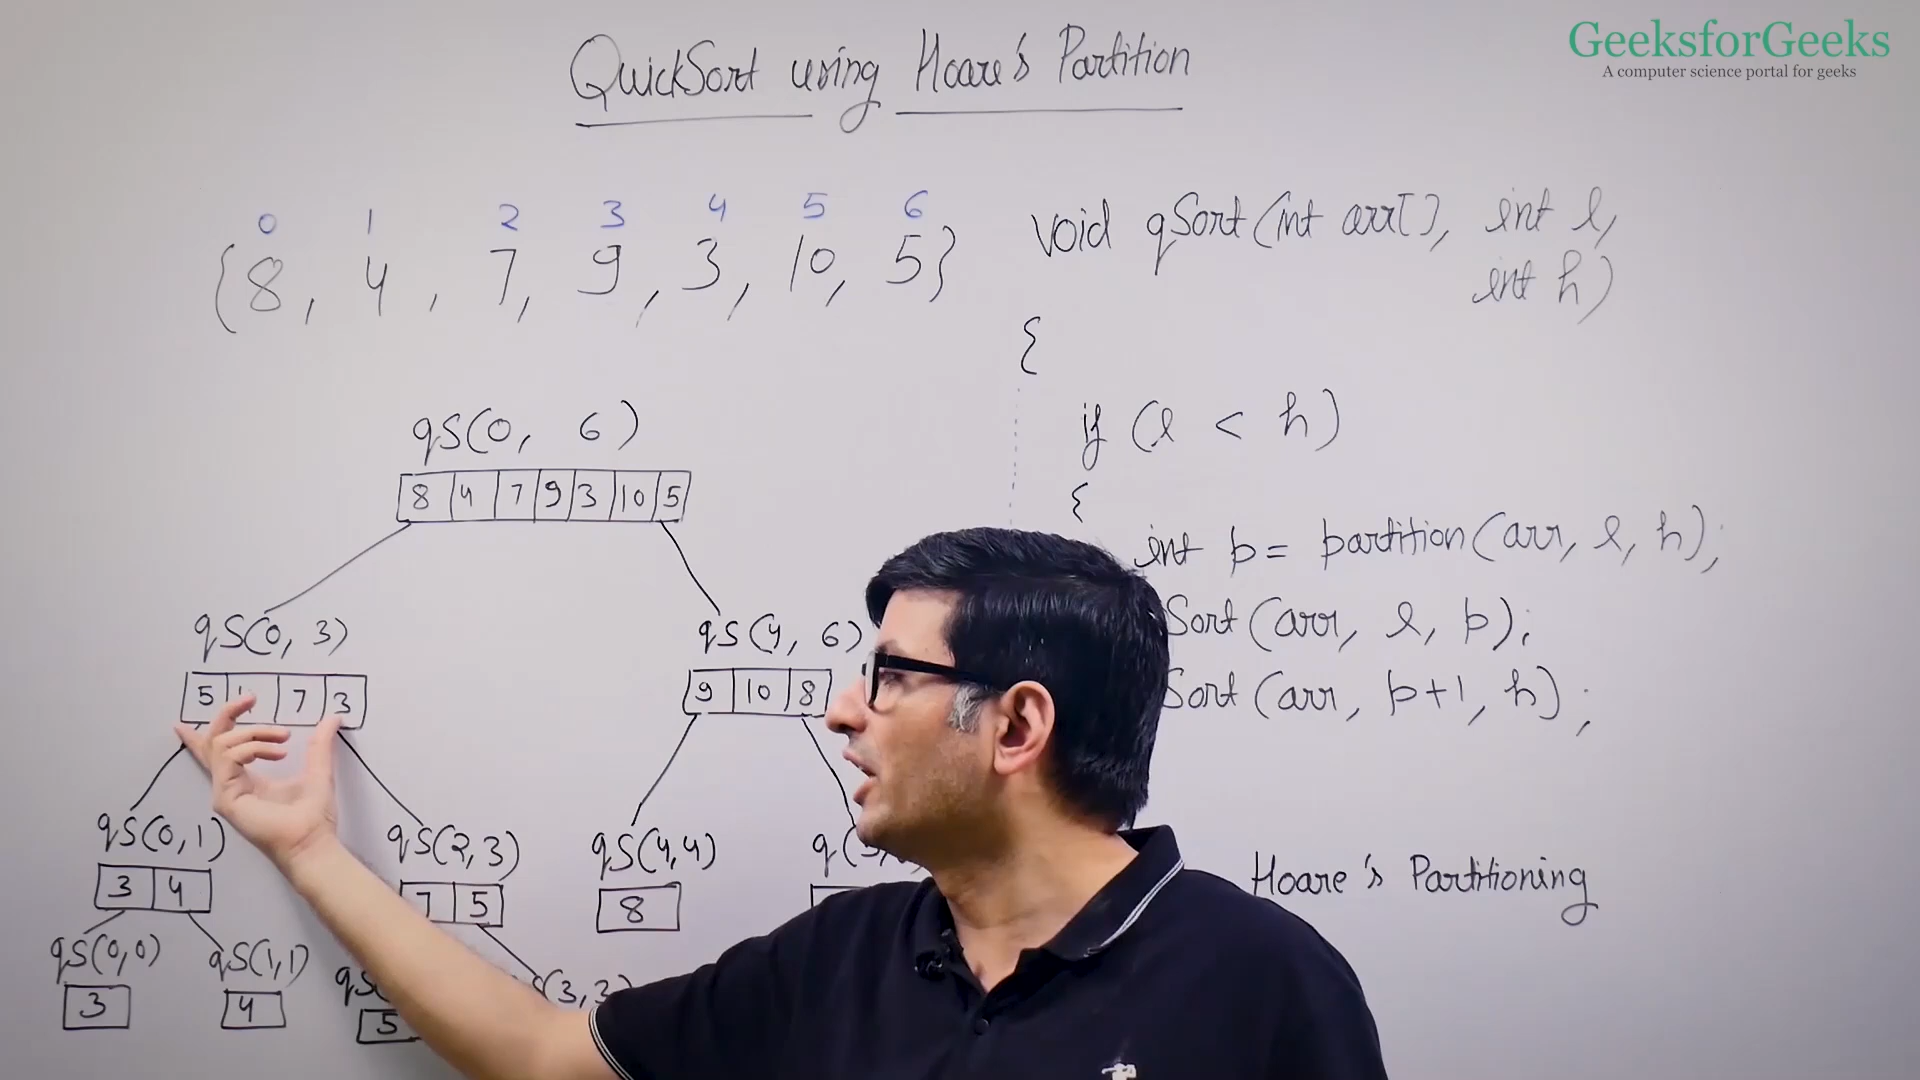 GeeksforGeeks
A computer science portal for geeks
QuickSort using Hoare's Partition
0 1 2 3 4 5 6
{8, 4, 7, 9, 3, 10, 5}
void qSort(int arr[], int l,
int h)
{
if (l < h)
{
int p = partition(arr, l, h);
Sort(arr, l, p);
Sort(arr, p+1, h);
Hoare's Partitioning
qS(0, 6)
8 4 7 9 3 10 5
qS(0, 3)
5 7 3
qS(4, 6)
9 10 8
qS(0,1)
3 4
qS(2,3)
7 5
qS(4,4)
8
qS(0,0)
3
qS(1,1)
4
qS
5
(3,3)